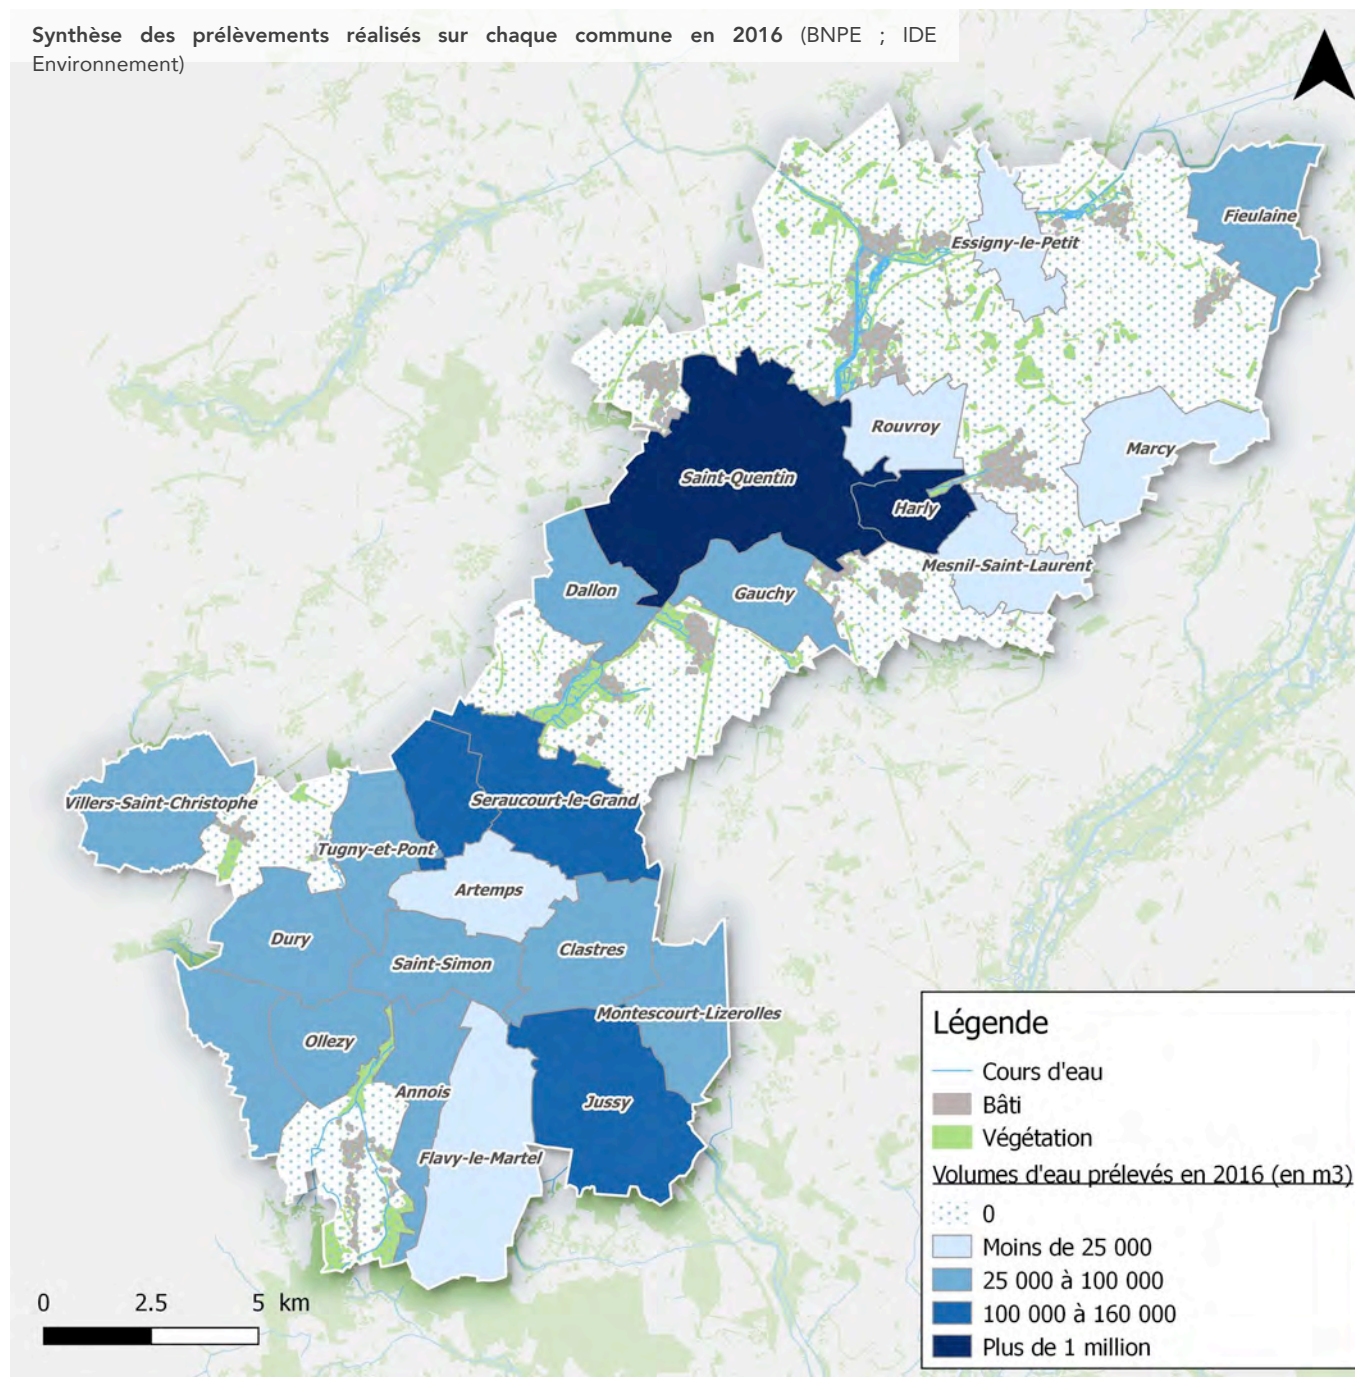 Synthèse des prélèvements réalisés sur chaque commune en 2016 (BNPE ; IDE
Environnement)
Fieulaine
Essigny-le-Petit
Rouvroy
Marcy
Saint-Quentin
Harly
Mesnil-Saint-Laurent
Dallon
Gauchy
Villers-Saint-Christophe
Seraucourt-le-Grand
Tugny-et-Pont
Artemps
Dury
Clastres
Saint-Simon
Montescourt-Lizerolles
Ollezy
Annois
Jussy
Flavy-le-Martel
Légende
Cours d'eau
Bâti
Végétation
Volumes d'eau prélevés en 2016 (en m3)
0
Moins de 25 000
25 000 à 100 000
100 000 à 160 000
Plus de 1 million
0 2.5 5 km